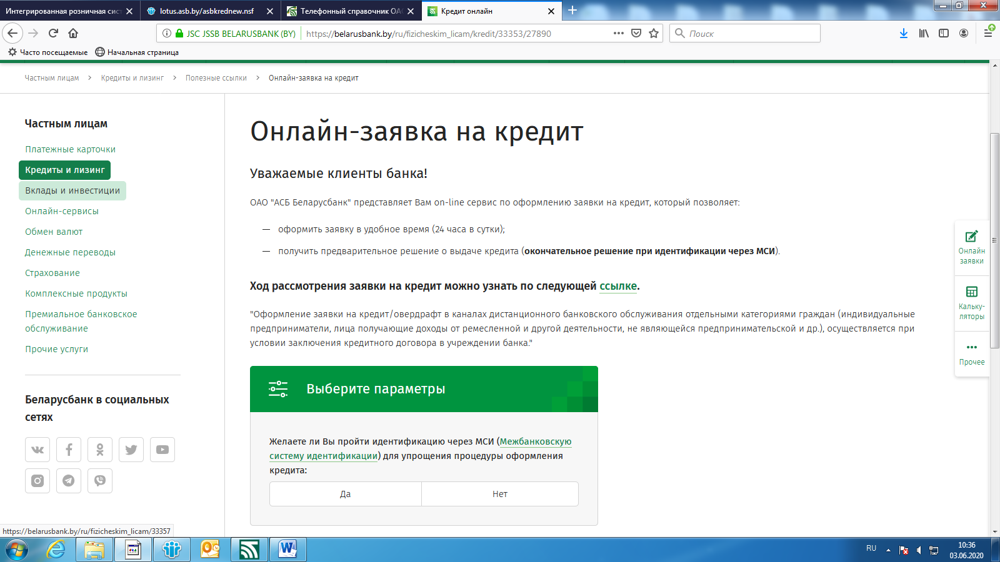 Интегрированная розничная сис
lotus.asb.by/asbkrednew.nsf
Телефонный справочник ОА
Кредит онлайн
JSC JSSB BELARUSBANK (BY)
https://belarusbank.by/ru/fizicheskim_licam/kredit/33353/27890
Поиск
Часто посещаемые
Начальная страница
Частным лицам > Кредиты и лизинг > Полезные ссылки > Онлайн-заявка на кредит
Частным лицам
Платежные карточки
Кредиты и лизинг
Вклады и инвестиции
Онлайн-сервисы
Обмен валют
Денежные переводы
Страхование
Комплексные продукты
Премиальное банковское
обслуживание
Прочие услуги
Беларусбанк в социальных
сетях
Онлайн-заявка на кредит
Уважаемые клиенты банка!
ОАО "АСБ Беларусбанк" представляет Вам on-line сервис по оформлению заявки на кредит, который позволяет:
— оформить заявку в удобное время (24 часа в сутки);
— получить предварительное решение о выдаче кредита (окончательное решение при идентификации через МСИ).
Ход рассмотрения заявки на кредит можно узнать по следующей ссылке.
"Оформление заявки на кредит/овердрафт в каналах дистанционного банковского обслуживания отдельными категориями граждан (индивидуальные
предприниматели, лица получающие доходы от ремесленной и другой деятельности, не являющейся предпринимательской и др.), осуществляется при
условии заключения кредитного договора в учреждении банка."
Выберите параметры
Желаете ли Вы пройти идентификацию через МСИ (Межбанковскую
систему идентификации) для упрощения процедуры оформления
кредита:
Да
Нет
Онлайн
заявки
Кальку-
ляторы
Прочее
https://belarusbank.by/ru/fizicheskim_licam/33357
RU
10:36
03.06.2020